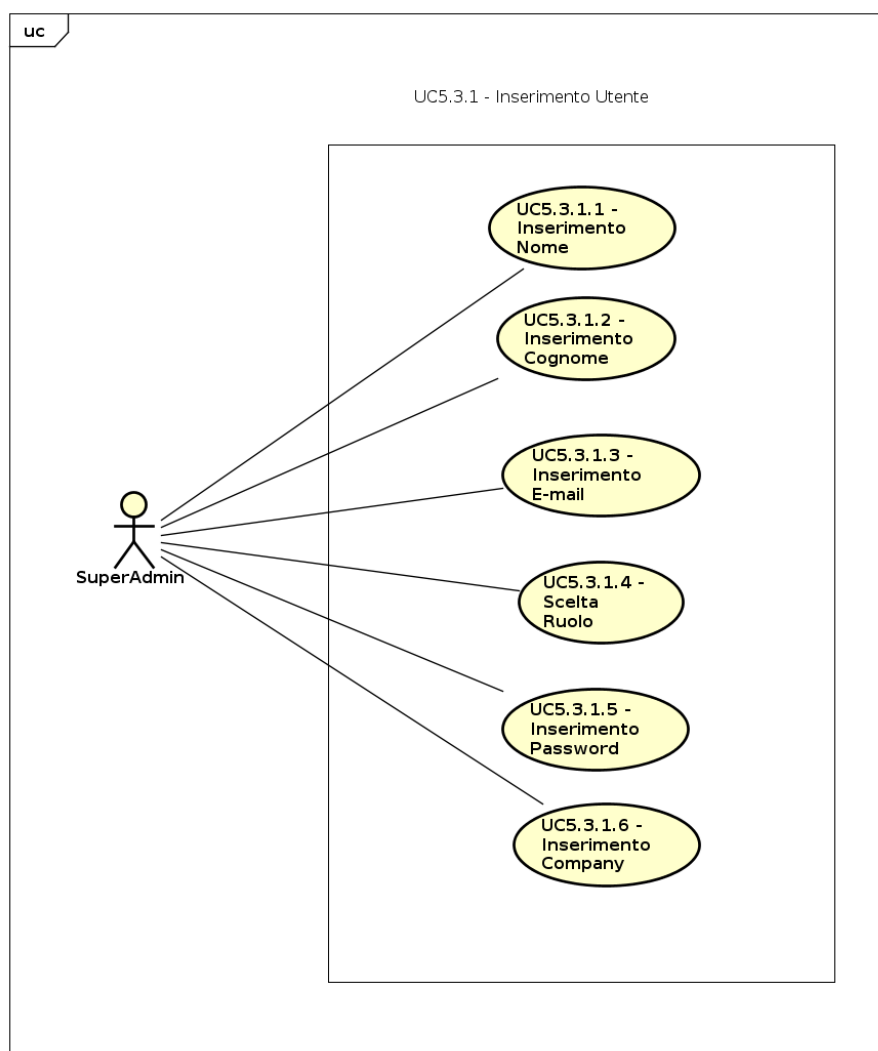 uc
UC5.3.1 - Inserimento Utente
UC5.3.1.1 -
Inserimento
Nome
UC5.3.1.2 -
Inserimento
Cognome
UC5.3.1.3 -
Inserimento
E-mail
SuperAdmin
UC5.3.1.4 -
Scelta
Ruolo
UC5.3.1.5 -
Inserimento
Password
UC5.3.1.6 -
Inserimento
Company